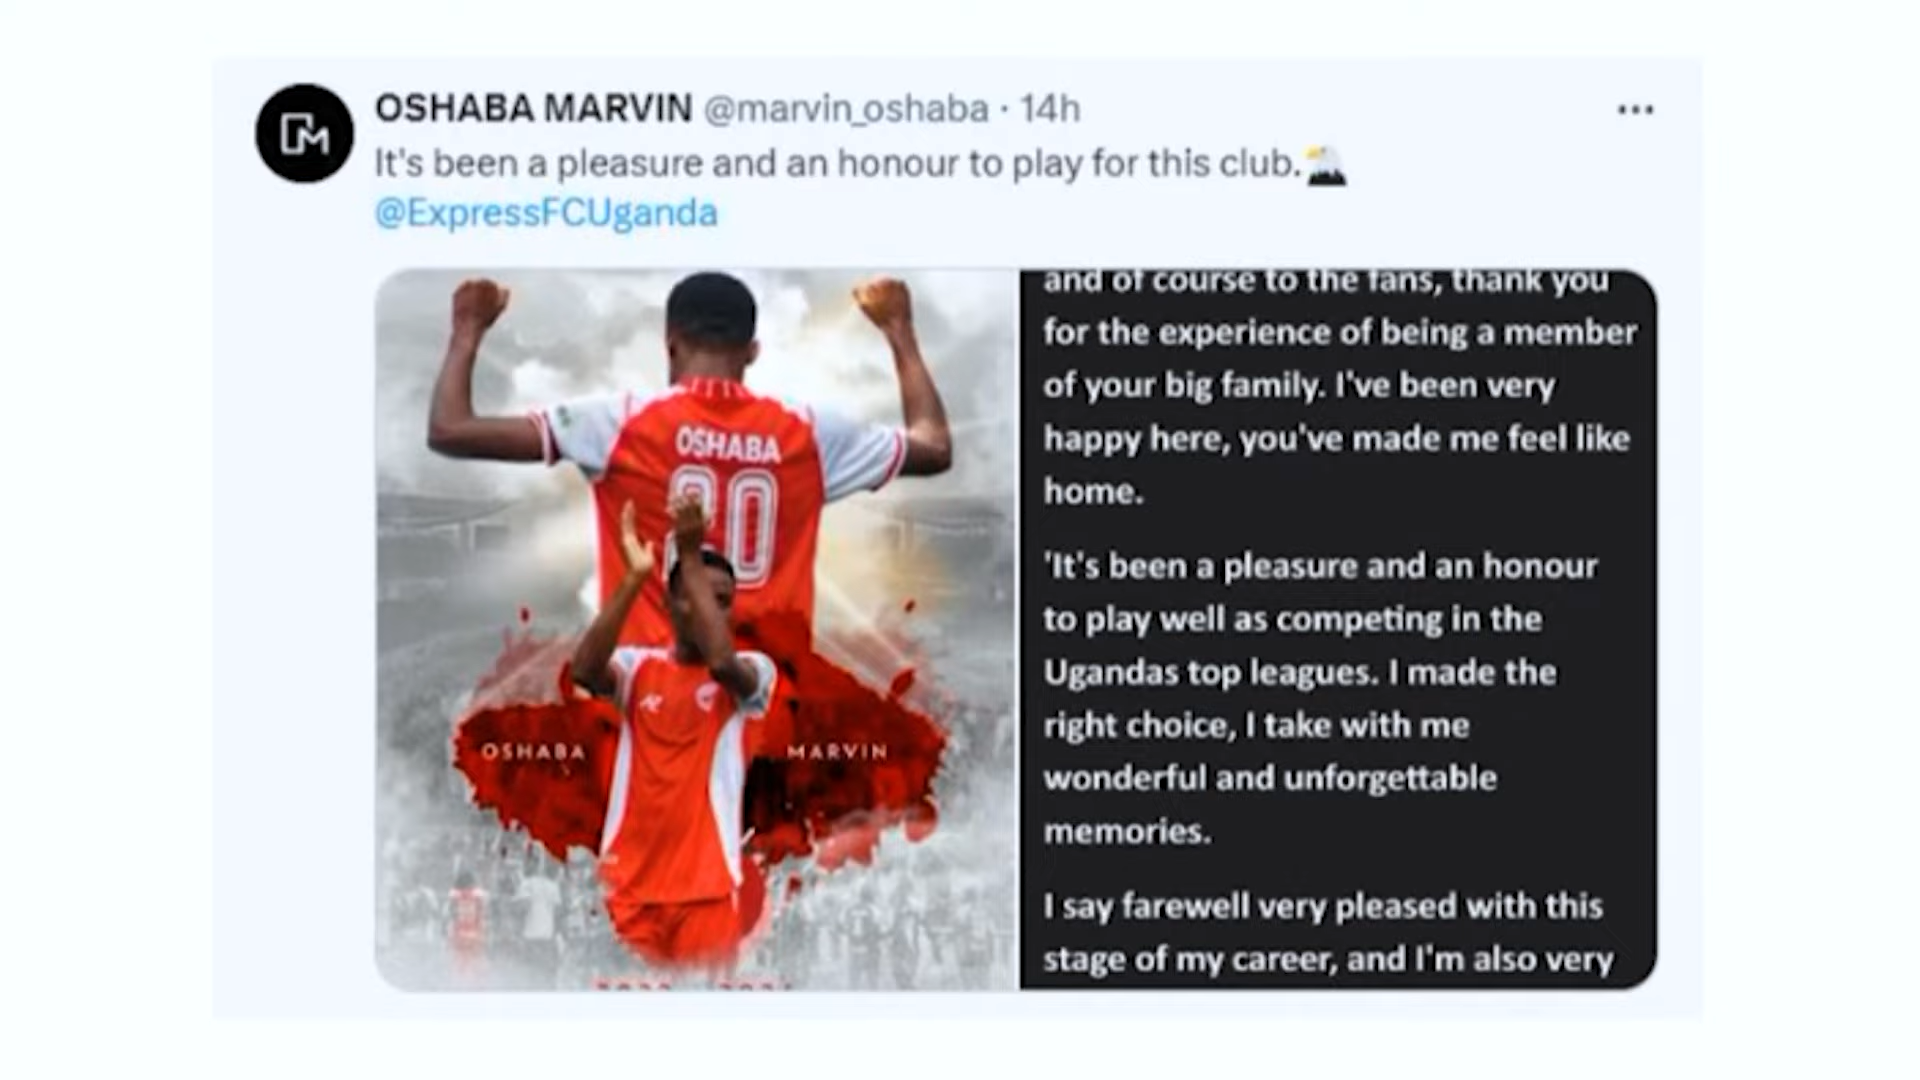 OSHABA MARVIN @marvin_oshaba · 14h
It's been a pleasure and an honour to play for this club.
@ExpressFCUganda
OSHABA
20
OSHABA MARVIN
and of course to the fans, thank you
for the experience of being a member
of your big family. I've been very
happy here, you've made me feel like
home.
'It's been a pleasure and an honour
to play well as competing in the
Ugandas top leagues. I made the
right choice, I take with me
wonderful and unforgettable
memories.
I say farewell very pleased with this
stage of my career, and I'm also very